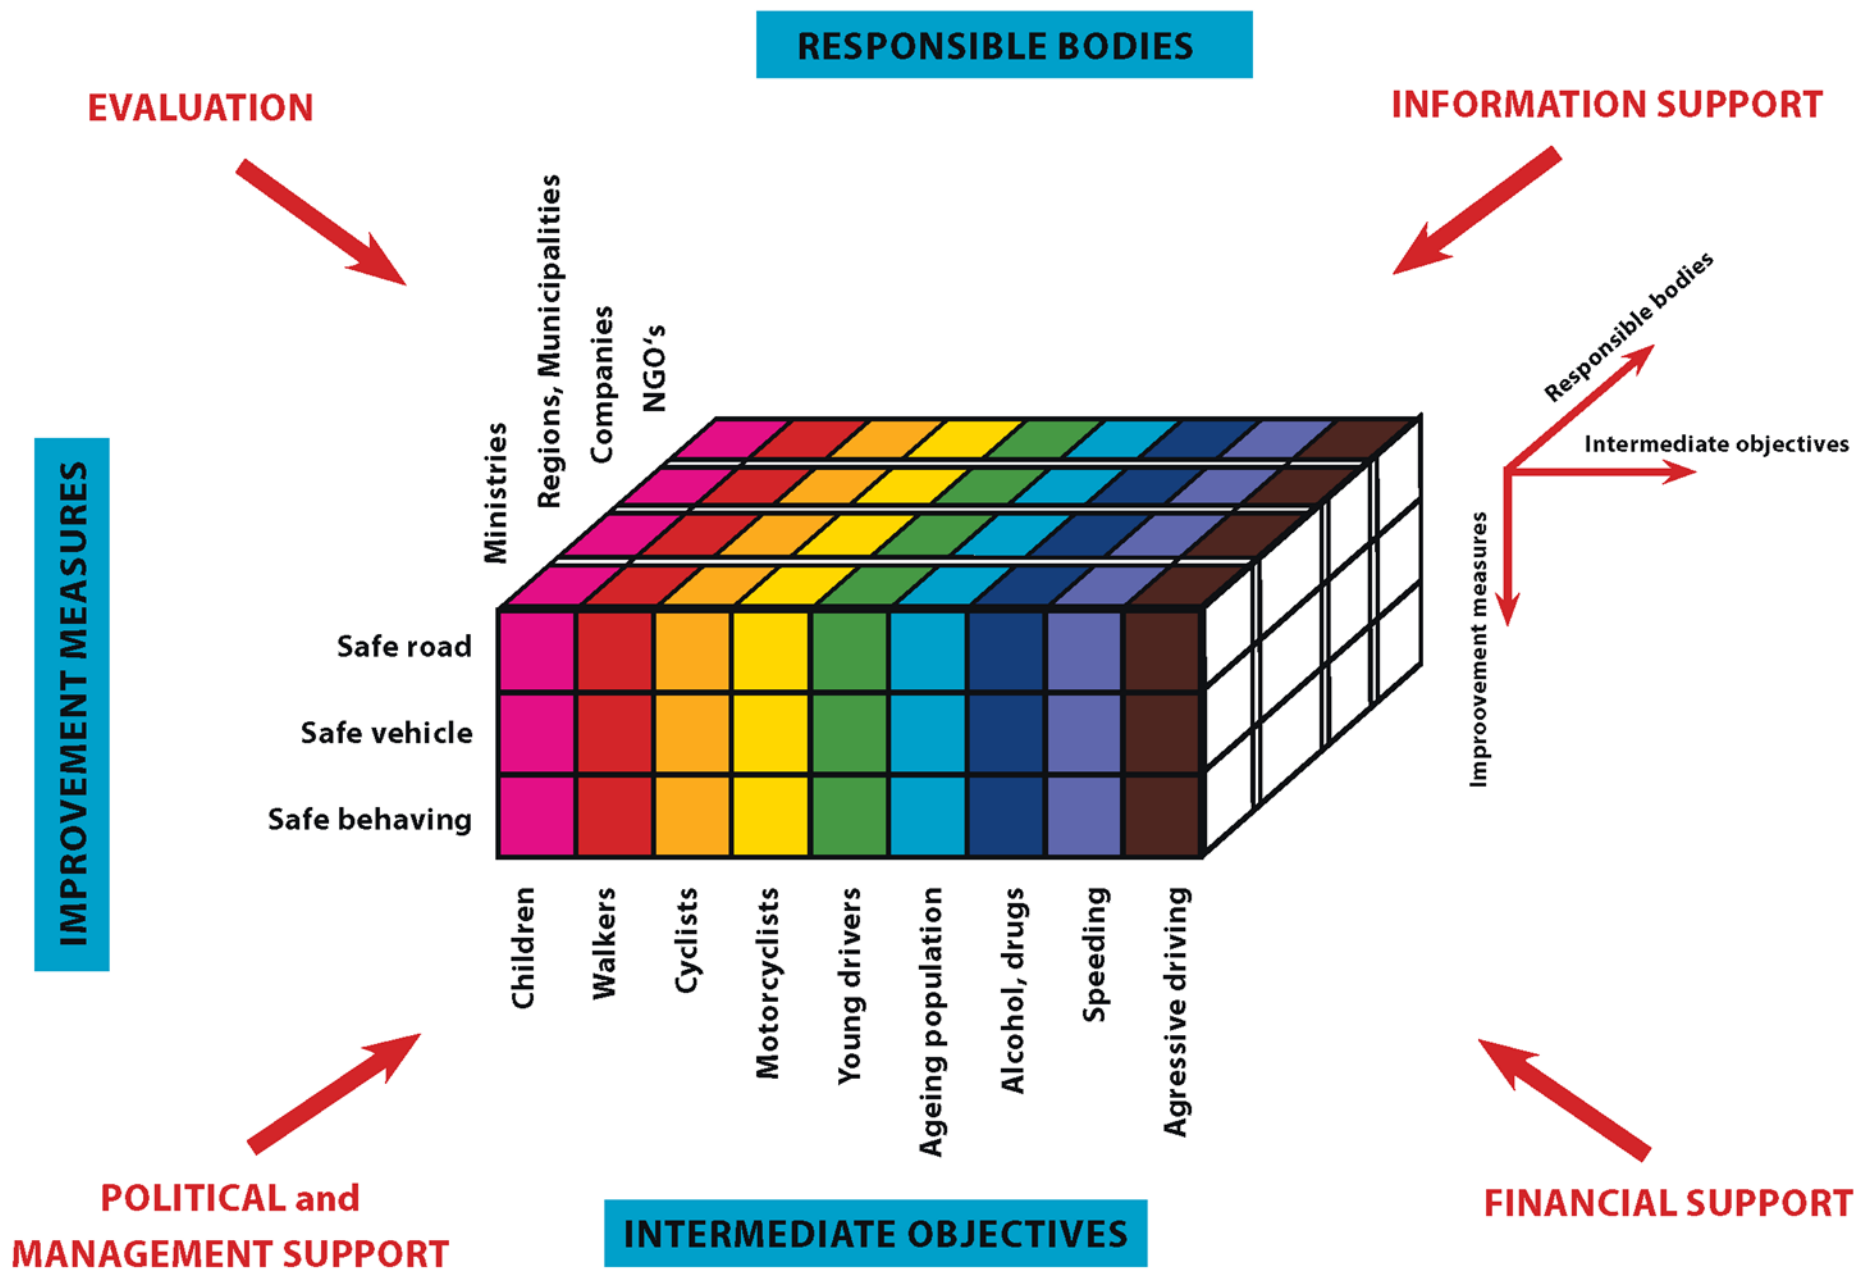 RESPONSIBLE BODIES
EVALUATION
INFORMATION SUPPORT
Ministries
Regions, Municipalities
Companies
NGO's
Responsible bodies
Intermediate objectives
Improovement measures
IMPROVEMENT MEASURES
Safe road
Safe vehicle
Safe behaving
Children
Walkers
Cyclists
Motorcyclists
Young drivers
Ageing population
Alcohol, drugs
Speeding
Agressive driving
POLITICAL and
MANAGEMENT SUPPORT
INTERMEDIATE OBJECTIVES
FINANCIAL SUPPORT